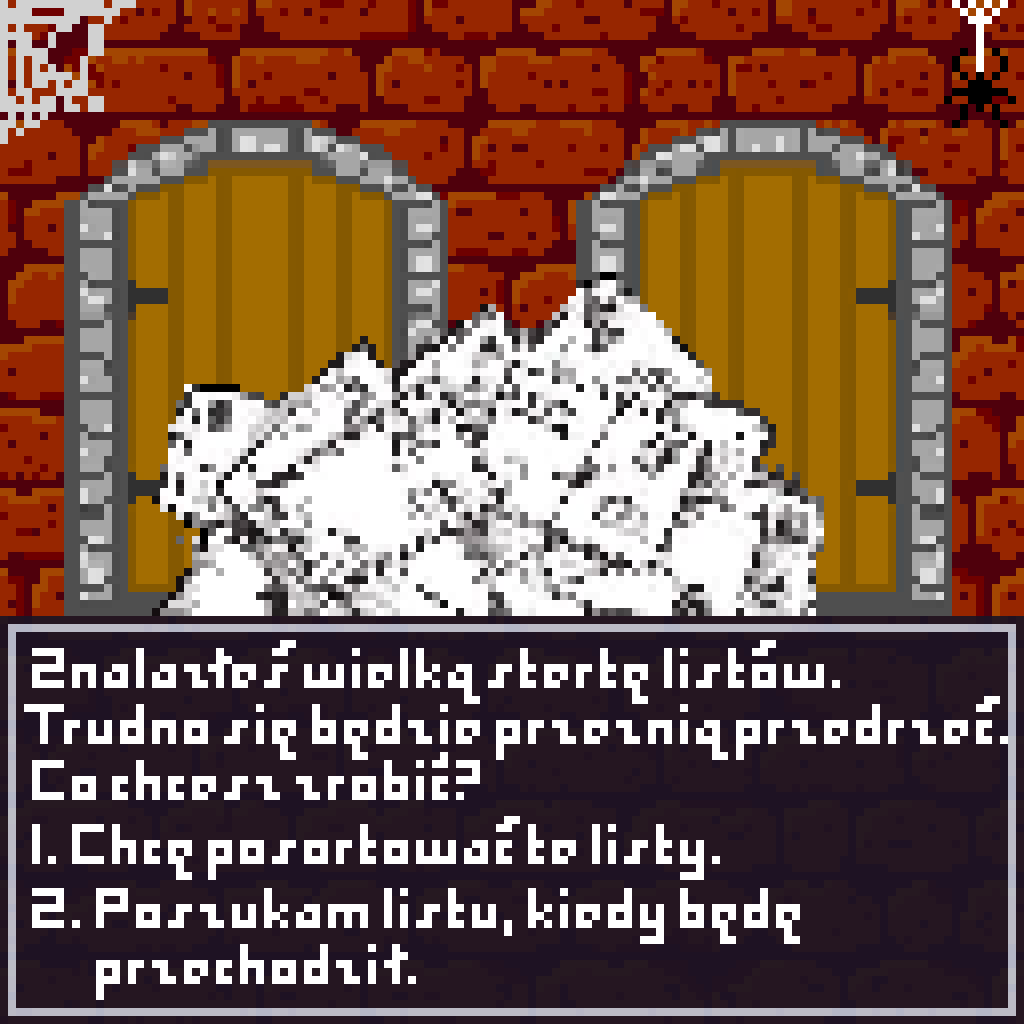 Znalazłeś wielką stertę listów.
Trudno się będzie przez nią przedrzeć.
Co chcesz zrobić?
1. Chcę posortować te listy.
2. Poszukam listu, kiedy będę
przechodził.